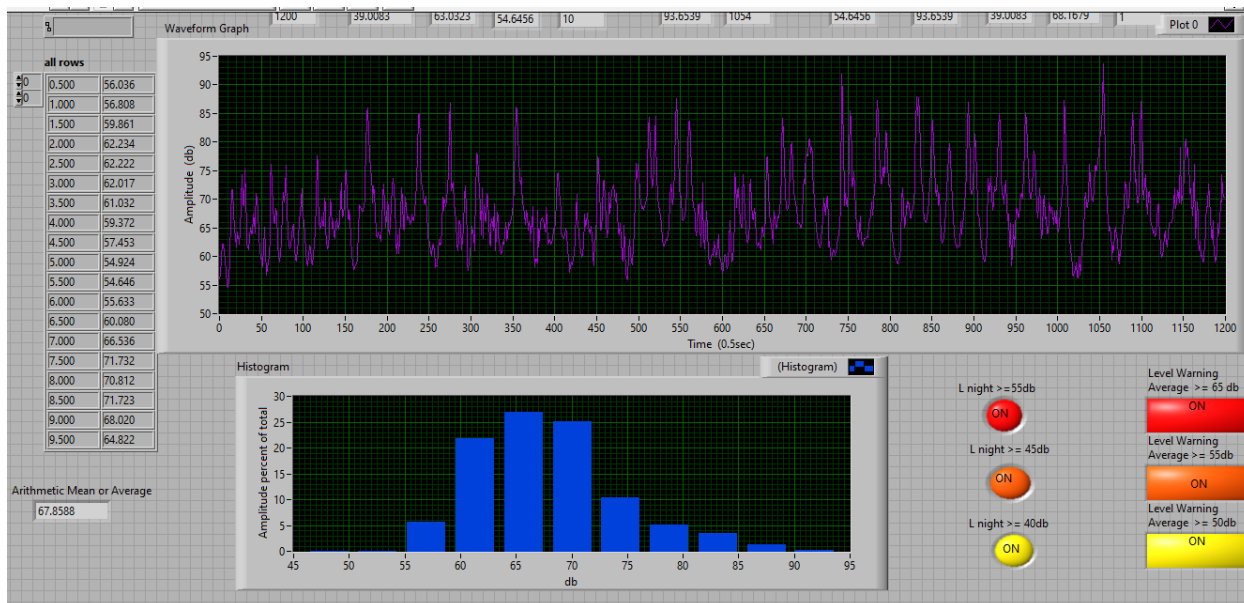 1200 39.0083 63.0323 54.6456 10 93.6539 1054 54.6456 93.6539 39.0083 68.1679 1
Waveform Graph
Plot 0
all rows
0
0
0.500 56.036
1.000 56.808
1.500 59.861
2.000 62.234
2.500 62.222
3.000 62.017
3.500 61.032
4.000 59.372
4.500 57.453
5.000 54.924
5.500 54.646
6.000 55.633
6.500 60.080
7.000 66.536
7.500 71.732
8.000 70.812
8.500 71.723
9.000 68.020
9.500 64.822
Arithmetic Mean or Average
67.8588
Amplitude (db)
95
90
85
80
75
70
65
60
55
50
0 50 100 150 200 250 300 350 400 450 500 550 600 650 700 750 800 850 900 950 1000 1050 1100 1150 1200
Time (0.5sec)
Histogram
(Histogram)
Amplitude percent of total
30
25
20
15
10
5
0
45 50 55 60 65 70 75 80 85 90 95
db
L night >=55db
ON
L night >= 45db
ON
L night >= 40db
ON
Level Warning
Average >= 65 db
ON
Level Warning
Average >= 55db
ON
Level Warning
Average >= 50db
ON